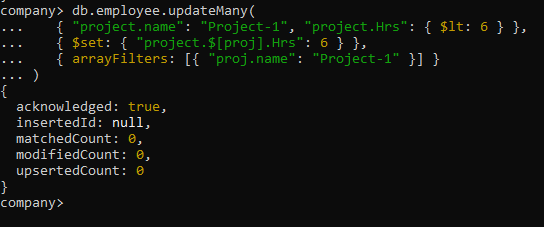 company> db.employee.updateMany(
...     { "project.name": "Project-1", "project.Hrs": { $lt: 6 } },
...     { $set: { "project.$[proj].Hrs": 6 } },
...     { arrayFilters: [{ "proj.name": "Project-1" }] }
... )
{
  acknowledged: true,
  insertedId: null,
  matchedCount: 0,
  modifiedCount: 0,
  upsertedCount: 0
}
company>